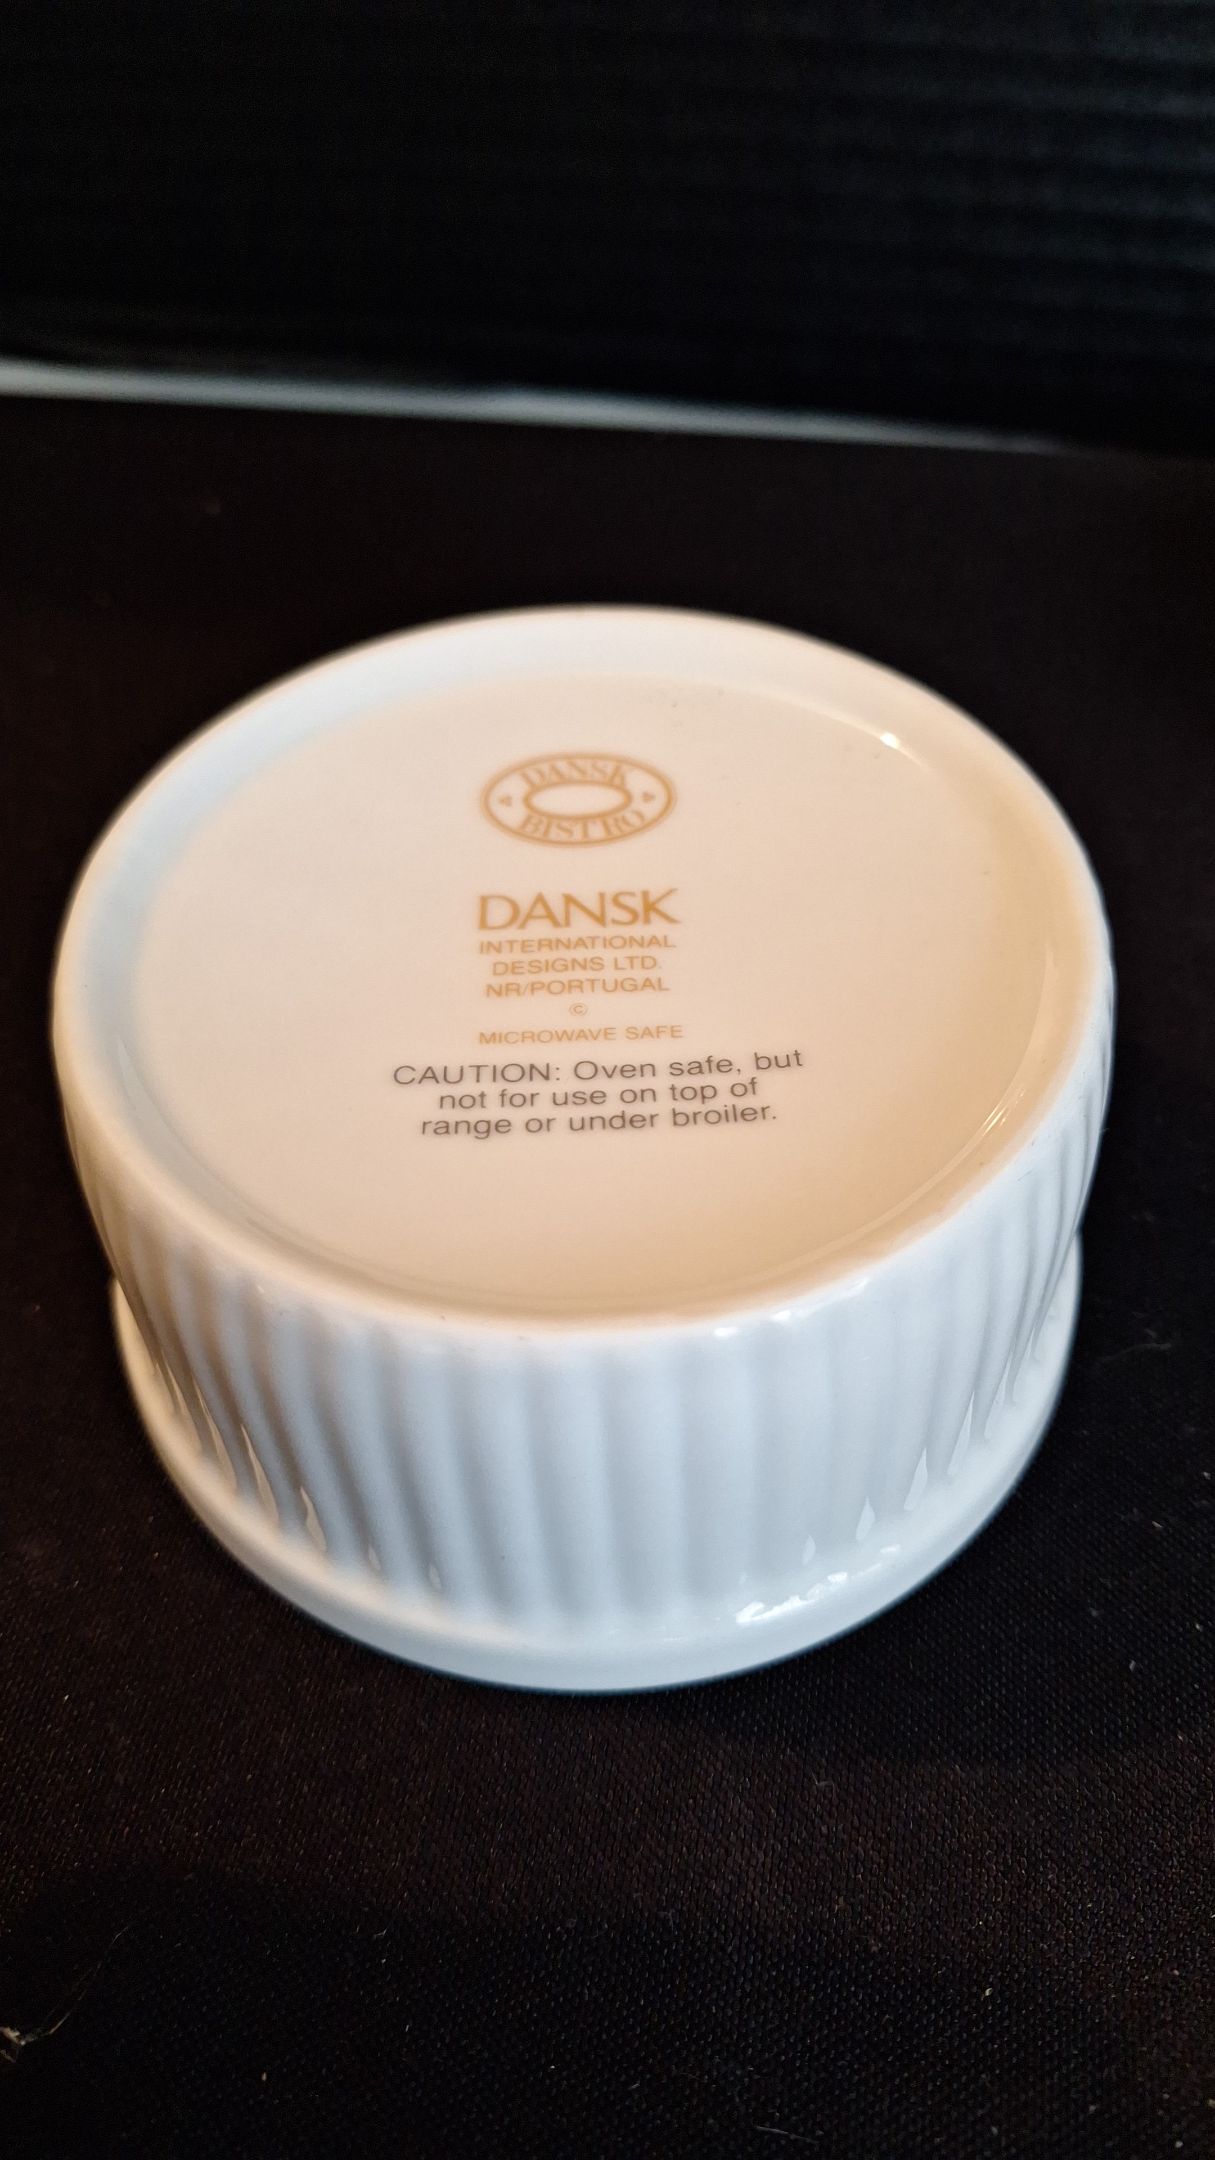 DANSK
BISTRO
DANSK
INTERNATIONAL
DESIGNS LTD.
NR/PORTUGAL
©
MICROWAVE SAFE
CAUTION: Oven safe, but
not for use on top of
range or under broiler.